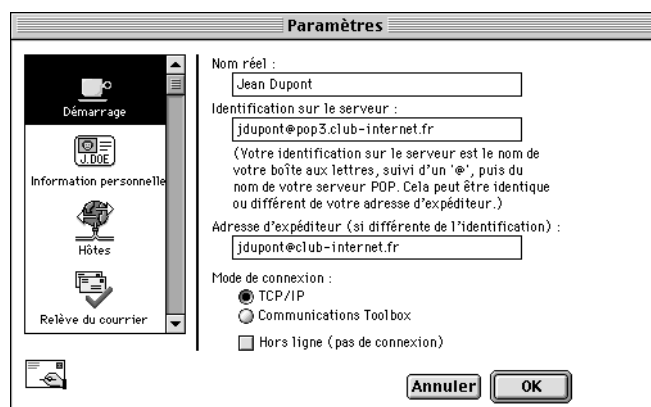 Paramètres
Démarrage
J.DOE
Information personnelle
Hôtes
Relève du courrier
Nom réel :
Jean Dupont
Identification sur le serveur :
jdupont@pop3.club-internet.fr
(Votre identification sur le serveur est le nom de
votre boîte aux lettres, suivi d'un '@', puis du
nom de votre serveur POP. Cela peut être identique
ou différent de votre adresse d'expéditeur.)
Adresse d'expéditeur (si différente de l'identification) :
jdupont@club-internet.fr
Mode de connexion :
TCP/IP
Communications Toolbox
Hors ligne (pas de connexion)
Annuler
OK